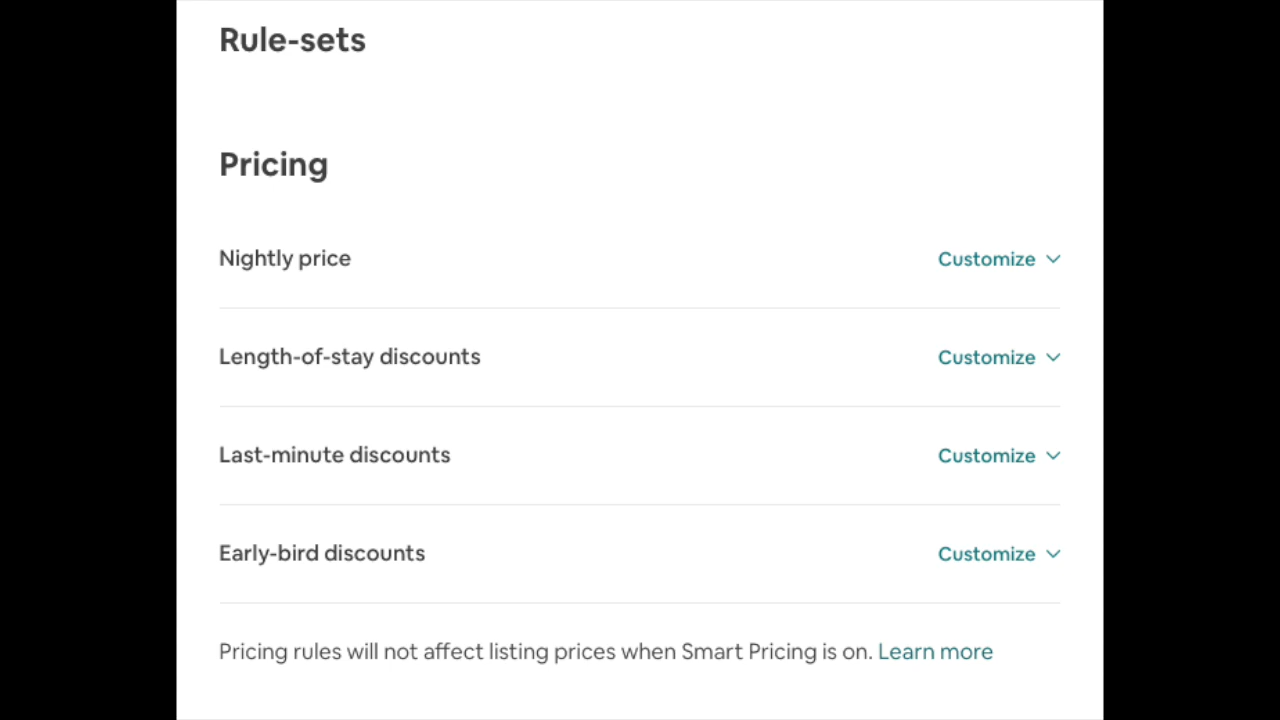 Rule-sets
Pricing
Nightly price Customize
Length-of-stay discounts Customize
Last-minute discounts Customize
Early-bird discounts Customize
Pricing rules will not affect listing prices when Smart Pricing is on. Learn more